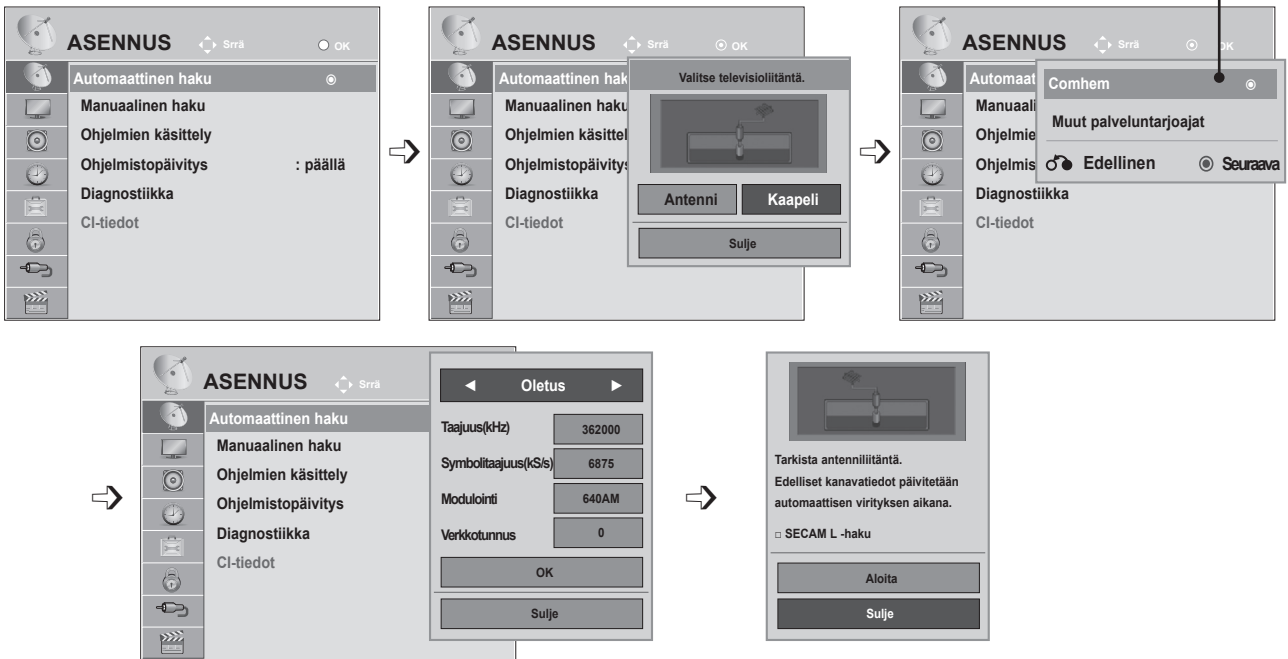 ASENNUS Srrä OK
Automaattinen haku
Manuaalinen haku
Ohjelmien käsittely
Ohjelmistopäivitys : päällä
Diagnostiikka
CI-tiedot
ASENNUS Srrä OK
Automaattinen hak
Manuaalinen haku
Ohjelmien käsittel
Ohjelmistopäivitys
Diagnostiikka
CI-tiedot
Valitse televisioliitäntä.
Antenni Kaapeli
Sulje
ASENNUS Srrä OK
Automaat
Manuaali
Ohjelmie
Ohjelmis
Diagnostiikka
CI-tiedot
Comhem
Muut palveluntarjoajat
Edellinen Seuraava
ASENNUS Srrä
Automaattinen haku
Manuaalinen haku
Ohjelmien käsittely
Ohjelmistopäivitys
Diagnostiikka
CI-tiedot
◄ Oletus ►
Taajuus(kHz) 362000
Symbolitaajuus(kS/s) 6875
Modulointi 640AM
Verkkotunnus 0
OK
Sulje
Tarkista antenniliitäntä.
Edelliset kanavatiedot päivitetään
automaattisen virityksen aikana.
□ SECAM L -haku
Aloita
Sulje